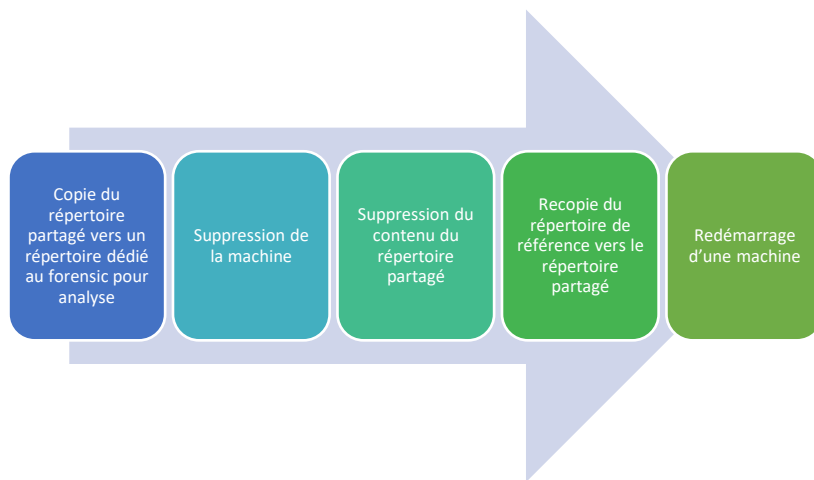 Copie du
répertoire
partagé vers un
répertoire dédié
au forensic pour
analyse
Suppression de
la machine
Suppression du
contenu du
répertoire
partagé
Recopie du
répertoire de
référence vers le
répertoire
partagé
Redémarrage
d’une machine